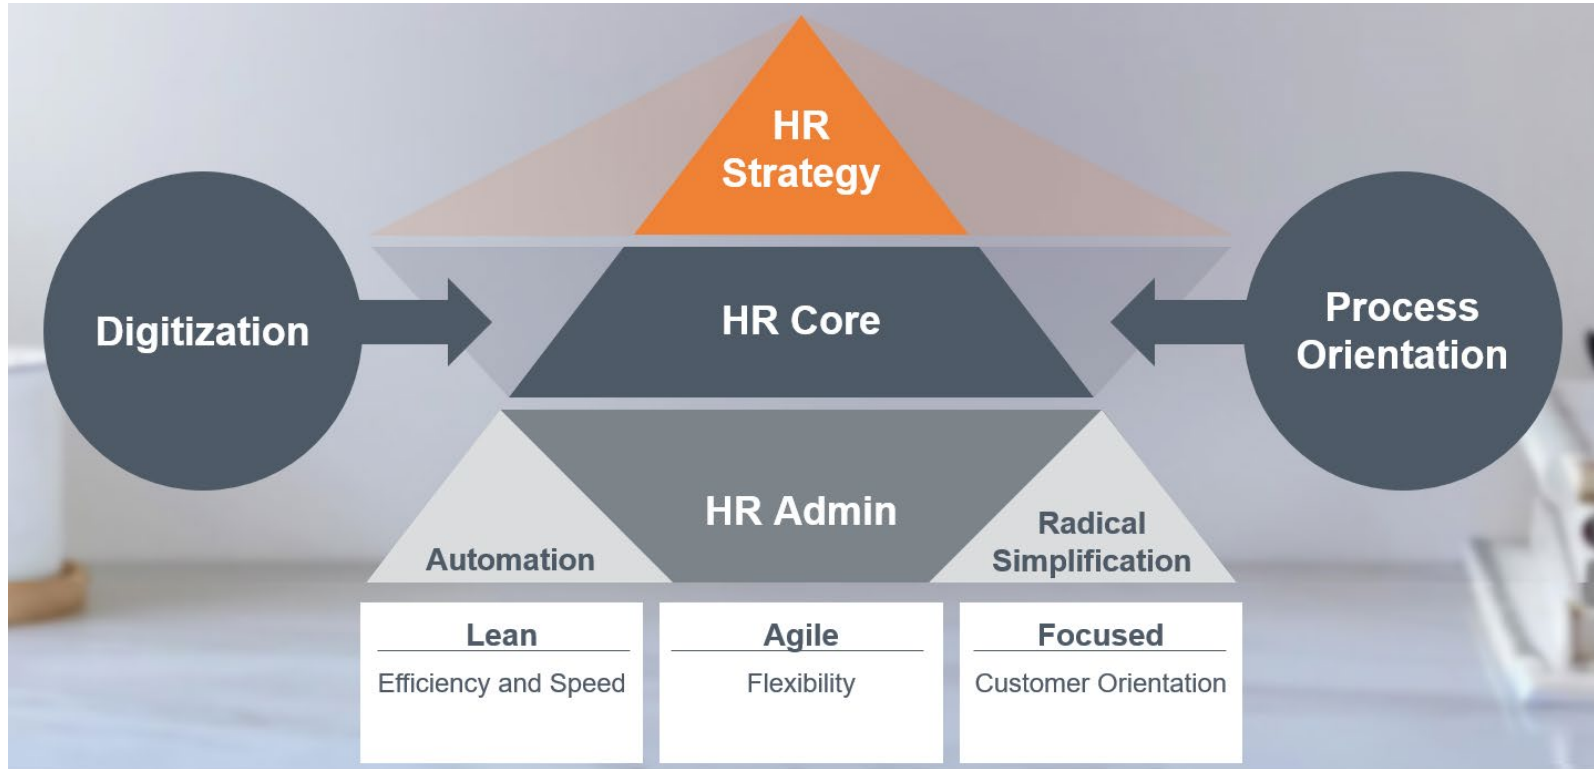 HR
Strategy
Digitization
HR Core
Process
Orientation
HR Admin
Automation
Radical
Simplification
Lean
Efficiency and Speed
Agile
Flexibility
Focused
Customer Orientation